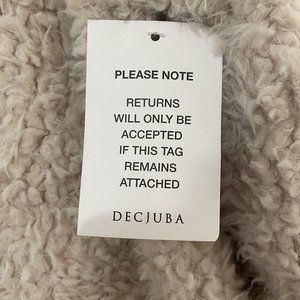 PLEASE NOTE
RETURNS
WILL ONLY BE
ACCEPTED
IF THIS TAG
REMAINS
ATTACHED
DECJUBA